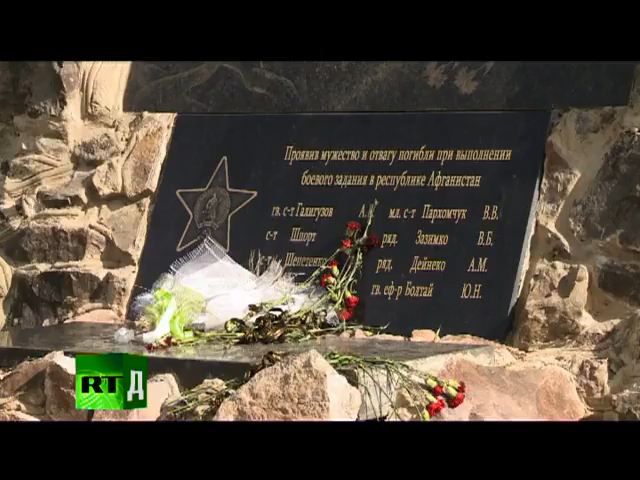 Проявив мужество и отвагу погибли при выполнении
боевого задания в республике Афганистан
гв. с-т Галигузов А. мл. с-т Пархомчук В.В.
с-т Шпорт ряд. Зазимко В.Б.
с-т ряд. Дейнеко А.М.
гв. еф-р Болтай Ю.Н.
RT Д